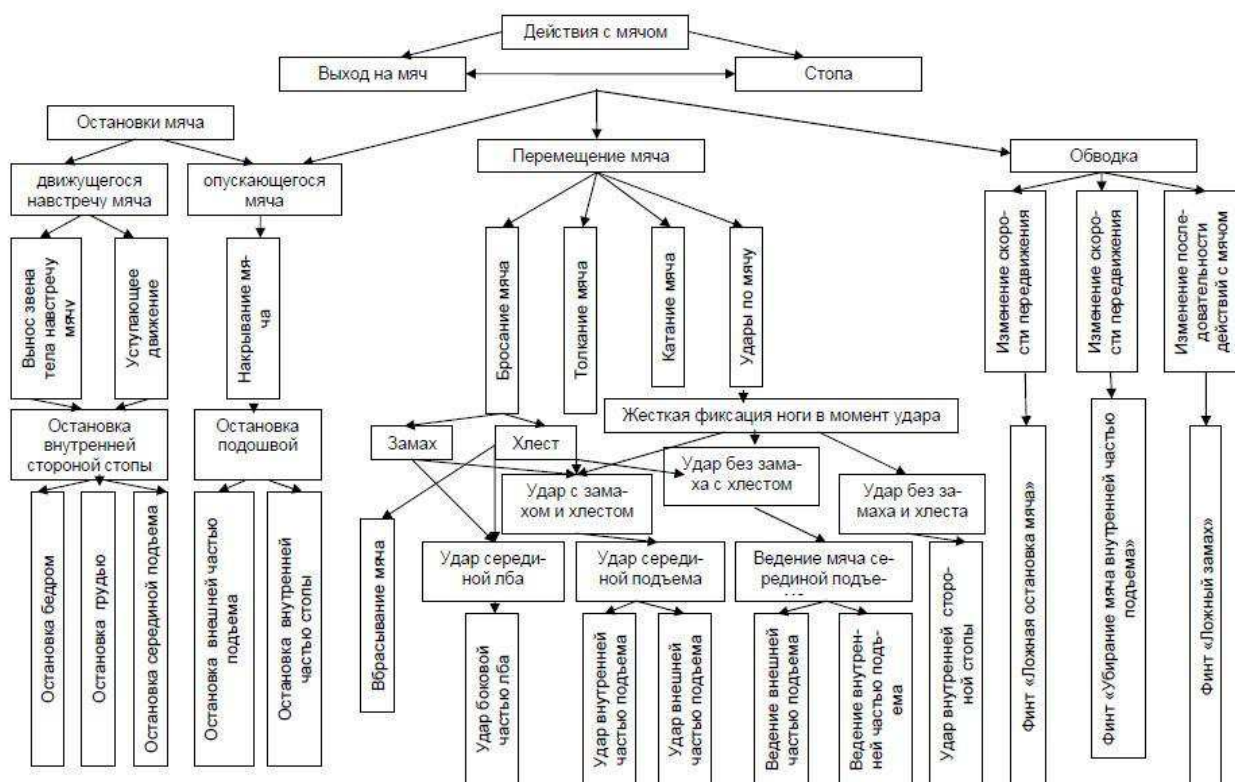 Действия с мячом
Выход на мяч
Стопа
Остановки мяча
Перемещение мяча
Обводка
движущегося
навстречу мяча
опускающегося
мяча
Вынос звена
тела навстречу
мячу
Уступающее
движение
Накрывание мя-
ча
Бросание мяча
Толкание мяча
Катание мяча
Удары по мячу
Изменение скоро-
сти передвижения
Изменение скоро-
сти передвижения
Изменение после-
довательности
действий с мячом
Жесткая фиксация ноги в момент удара
Остановка
внутренней
стороной стопы
Остановка
подошвой
Замах
Хлест
Удар с зама-
хом и хлестом
Удар без зама-
ха с хлестом
Удар без за-
маха и хлеста
Удар середи-
ной лба
Удар середи-
ной подъема
Ведение мяча се-
рединой подъе-
Остановка бедром
Остановка грудью
Остановка серединой подъема
Остановка внешней частью
подъема
Остановка внутренней
частью стопы
Вбрасывание мяча
Удар боковой
частью лба
Удар внутренней
частью подъема
Удар внешней
частью подъема
Ведение внешней
частью подъема
Ведение внутрен-
ней частью подъ-
ема
Удар внутренней сторо-
ной стопы
Финт «Ложная остановка мяча»
Финт «Убирание мяча внутренней частью
подъема»
Финт «Ложный замах»